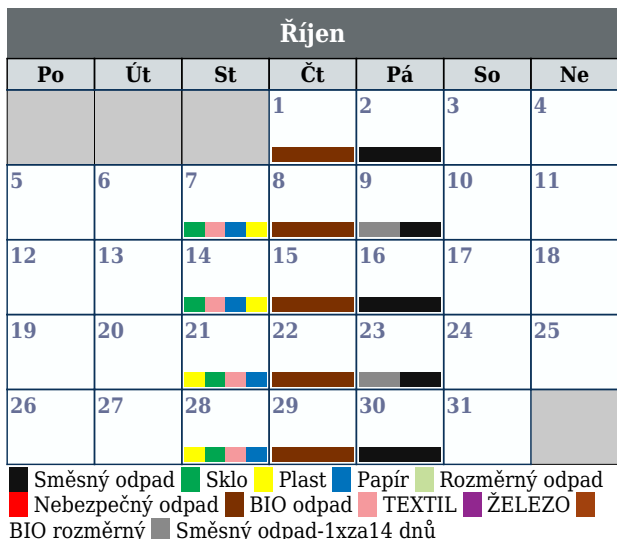 Říjen
Po Út St Čt Pá So Ne
1 2 3 4
5 6 7 8 9 10 11
12 13 14 15 16 17 18
19 20 21 22 23 24 25
26 27 28 29 30 31
Směsný odpad Sklo Plast Papír Rozměrný odpad
Nebezpečný odpad BIO odpad TEXTIL ŽELEZO
BIO rozměrný Směsný odpad-1xza14 dnů